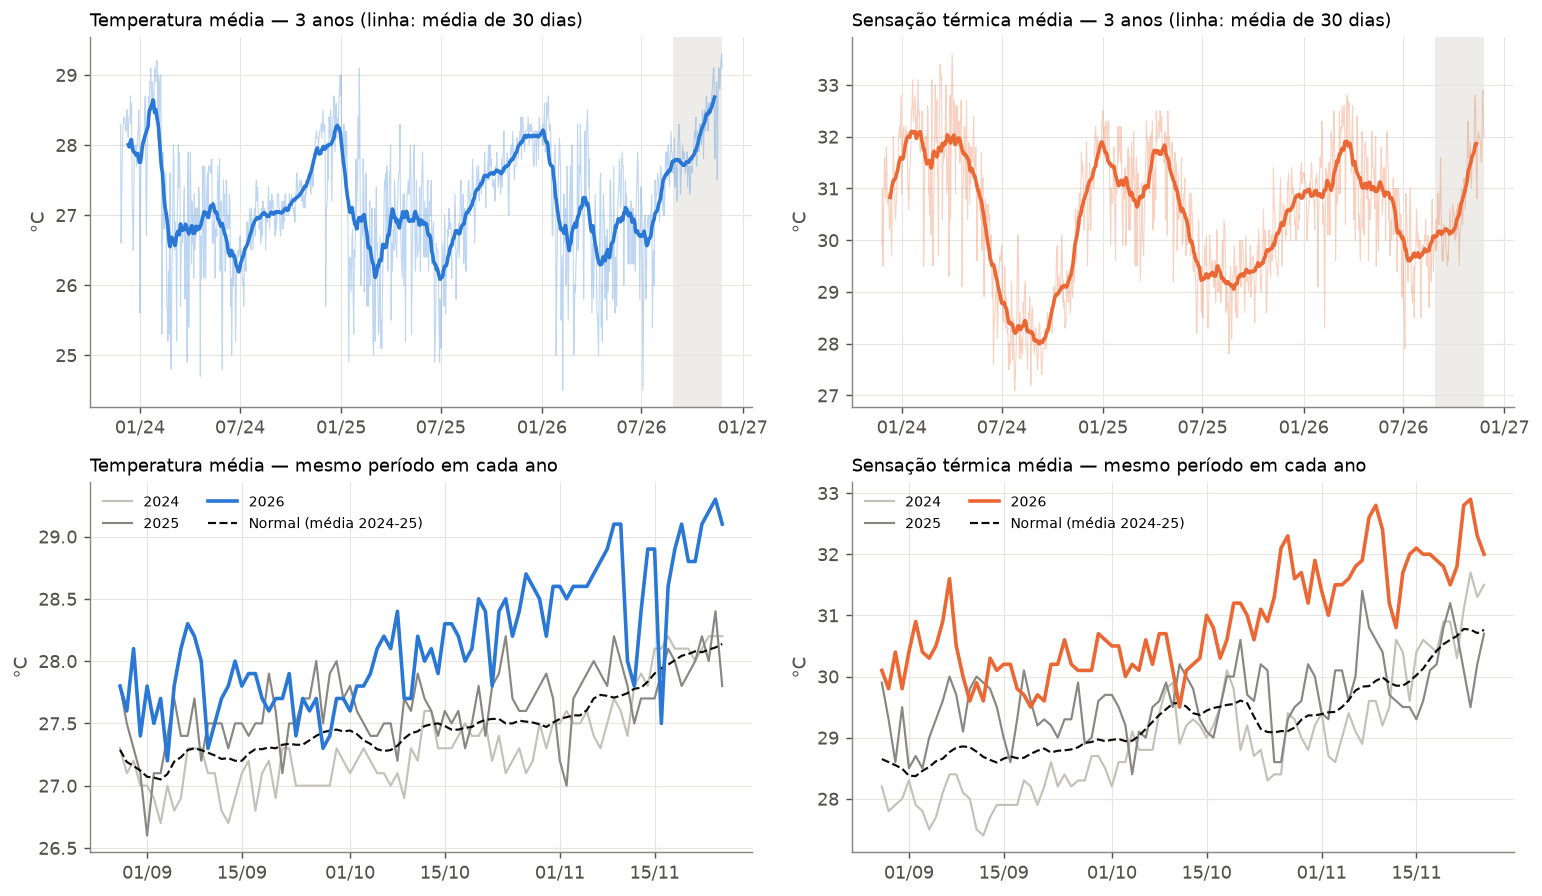 Temperatura média — 3 anos (linha: média de 30 dias)
°C
29
28
27
26
25
01/24 07/24 01/25 07/25 01/26 07/26 01/27
Sensação térmica média — 3 anos (linha: média de 30 dias)
°C
33
32
31
30
29
28
27
01/24 07/24 01/25 07/25 01/26 07/26 01/27
Temperatura média — mesmo período em cada ano
2024 2026
2025 Normal (média 2024-25)
°C
29.0
28.5
28.0
27.5
27.0
26.5
01/09 15/09 01/10 15/10 01/11 15/11
Sensação térmica média — mesmo período em cada ano
2024 2026
2025 Normal (média 2024-25)
°C
33
32
31
30
29
28
01/09 15/09 01/10 15/10 01/11 15/11